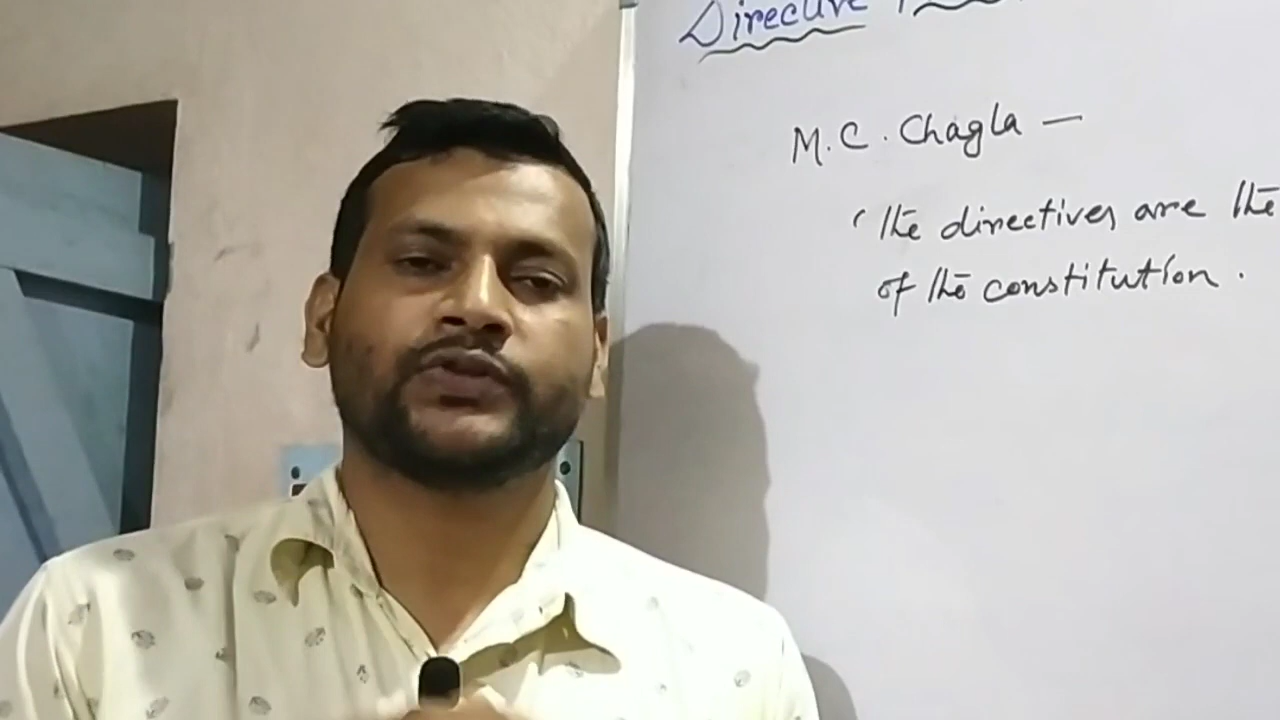 Directive
M.C. Chagla —
‘ The directives are the
of the constitution.